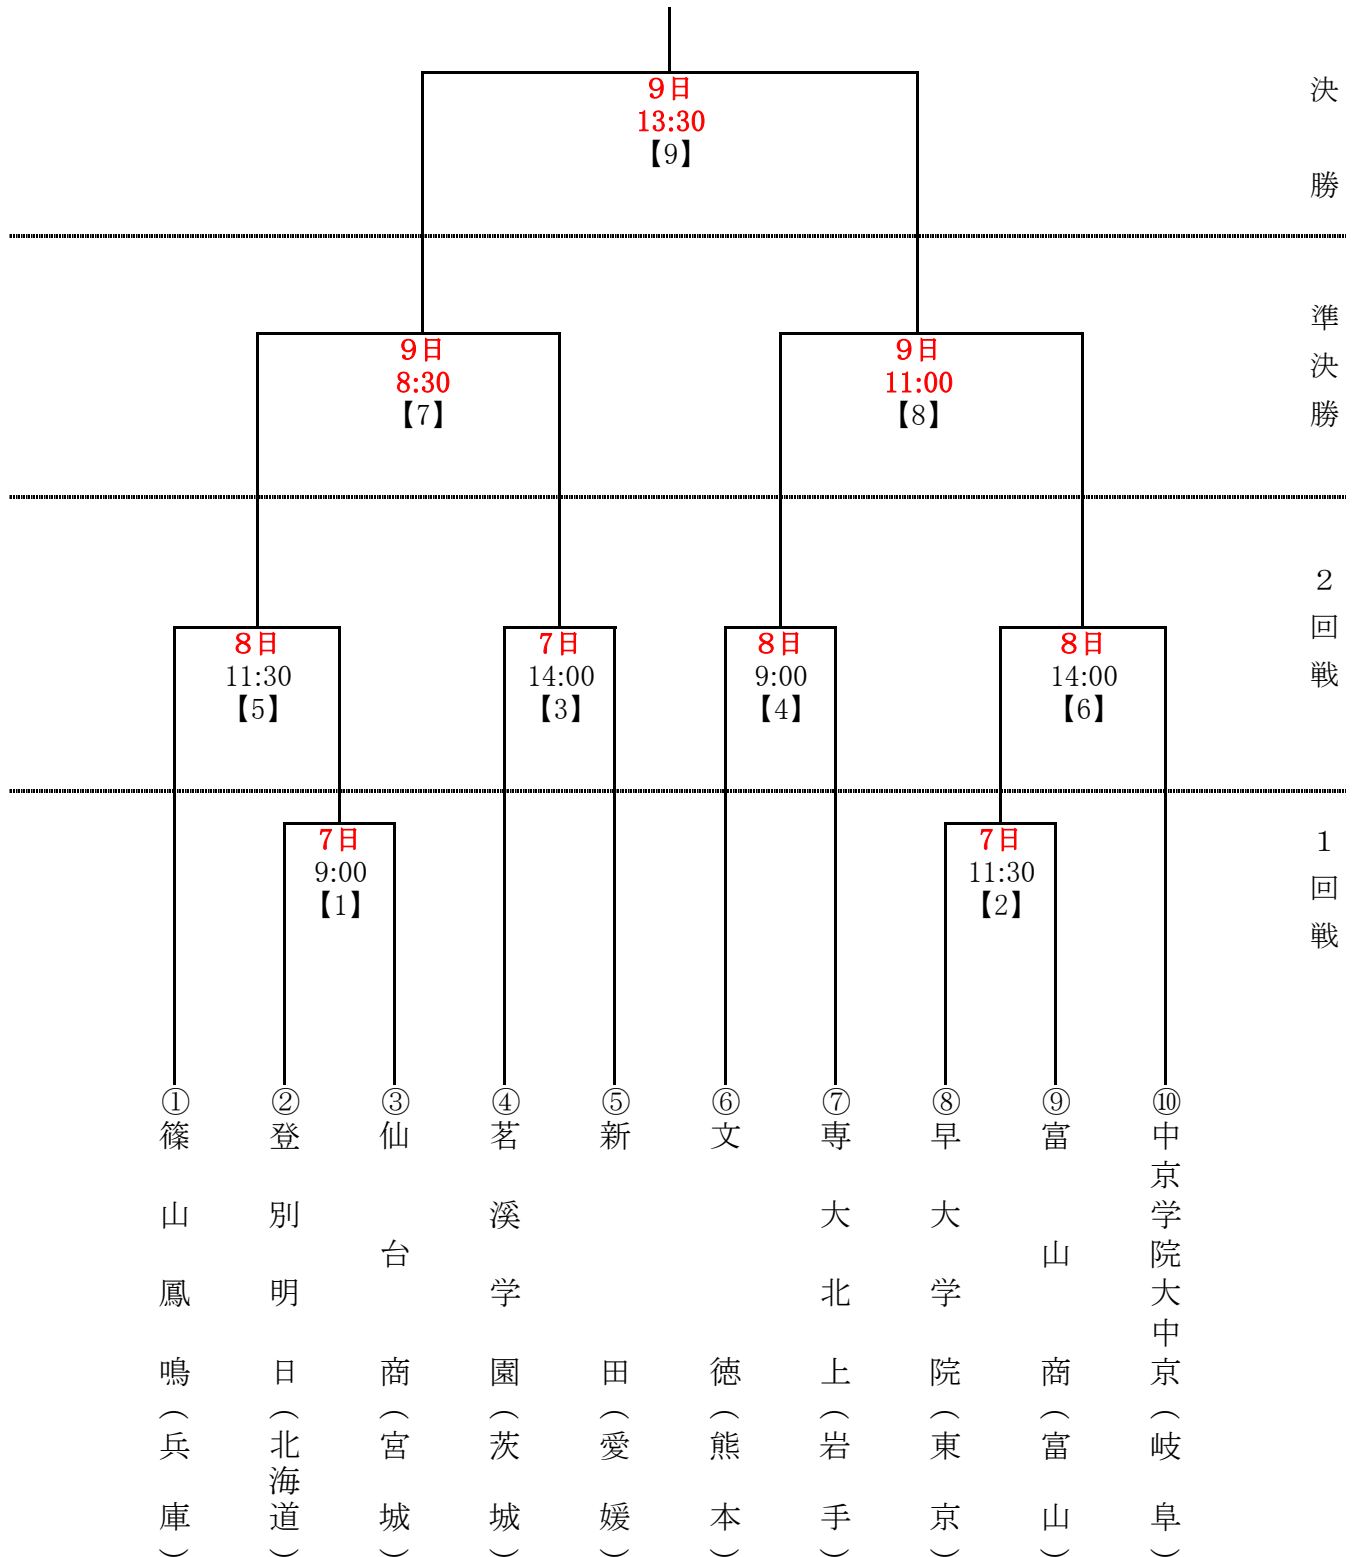 ９日
13:30
【9】
決勝
９日
8:30
【7】
９日
11:00
【8】
準決勝
８日
11:30
【5】
７日
14:00
【3】
８日
9:00
【4】
８日
14:00
【6】
２回戦
７日
9:00
【1】
７日
11:30
【2】
１回戦
①篠山鳳鳴（兵庫）
②登別明日（北海道）
③仙台商（宮城）
④茗溪学園（茨城）
⑤新田（愛媛）
⑥文徳（熊本）
⑦専大北上（岩手）
⑧早大学院（東京）
⑨富山商（富山）
⑩中京学院大中京（岐阜）